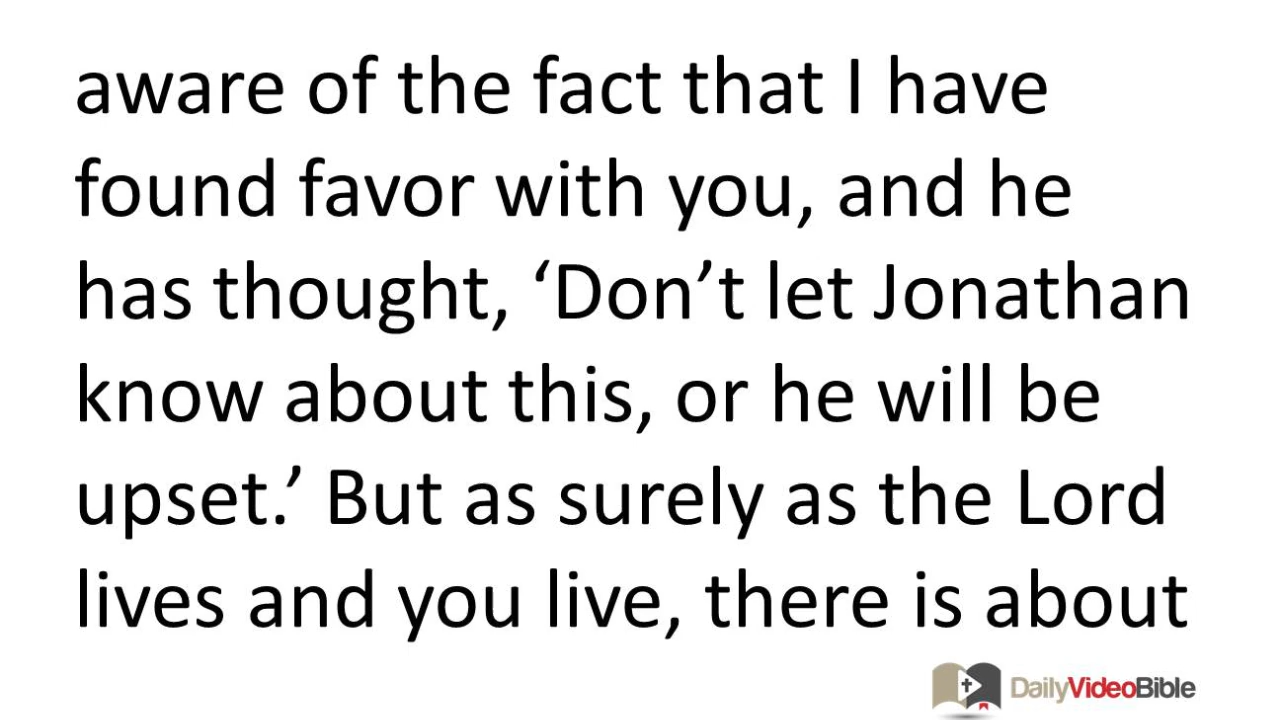 aware of the fact that I have
found favor with you, and he
has thought, ‘Don’t let Jonathan
know about this, or he will be
upset.’ But as surely as the Lord
lives and you live, there is about
DailyVideoBible